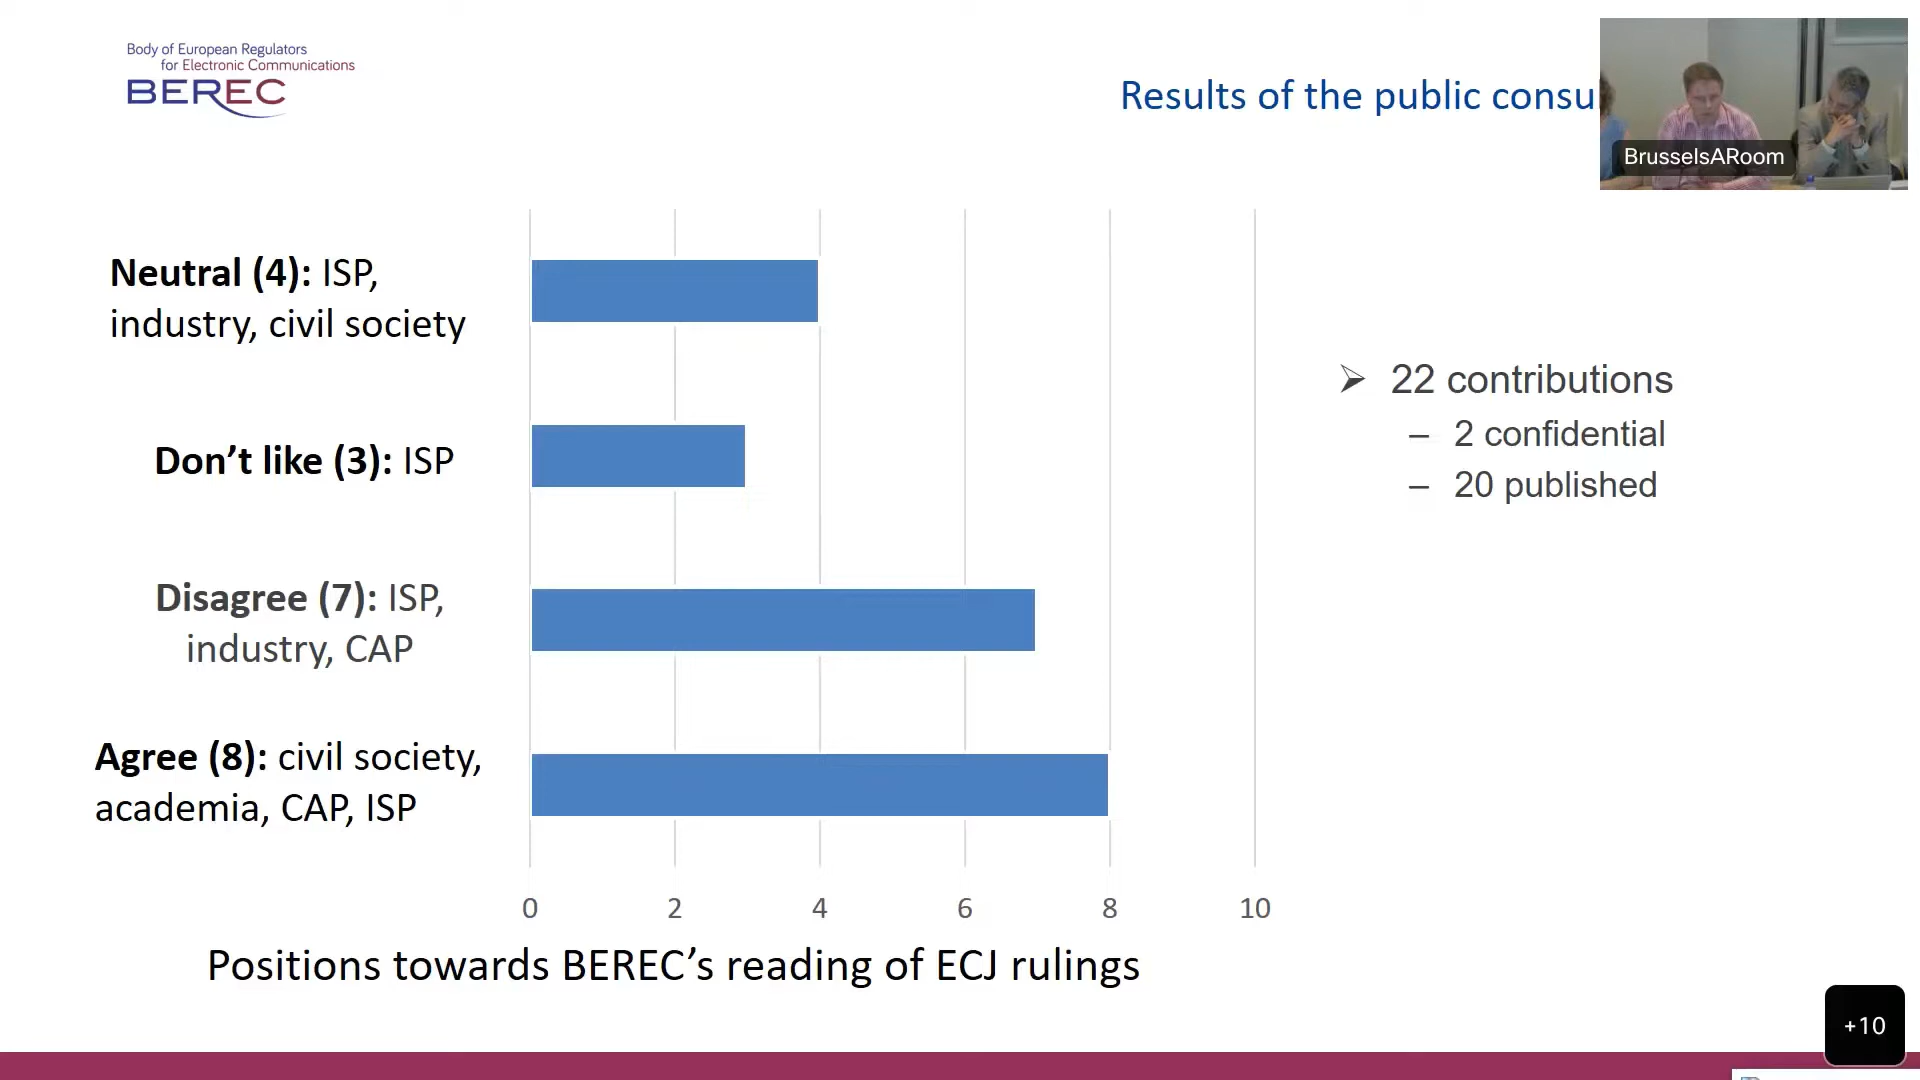 Body of European Regulators
for Electronic Communications
BEREC
Results of the public consu
BrusselsARoom
Neutral (4): ISP,
industry, civil society
Don’t like (3): ISP
Disagree (7): ISP,
industry, CAP
Agree (8): civil society,
academia, CAP, ISP
0 2 4 6 8 10
Positions towards BEREC’s reading of ECJ rulings
➢ 22 contributions
– 2 confidential
– 20 published
+10